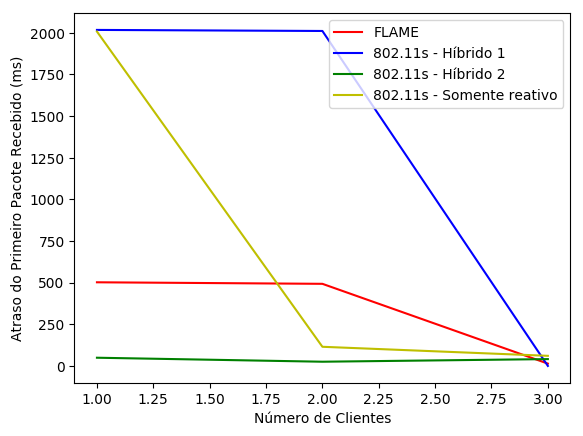 FLAME
802.11s - Híbrido 1
802.11s - Híbrido 2
802.11s - Somente reativo
Atraso do Primeiro Pacote Recebido (ms)
2000
1750
1500
1250
1000
750
500
250
0
1.00 1.25 1.50 1.75 2.00 2.25 2.50 2.75 3.00
Número de Clientes